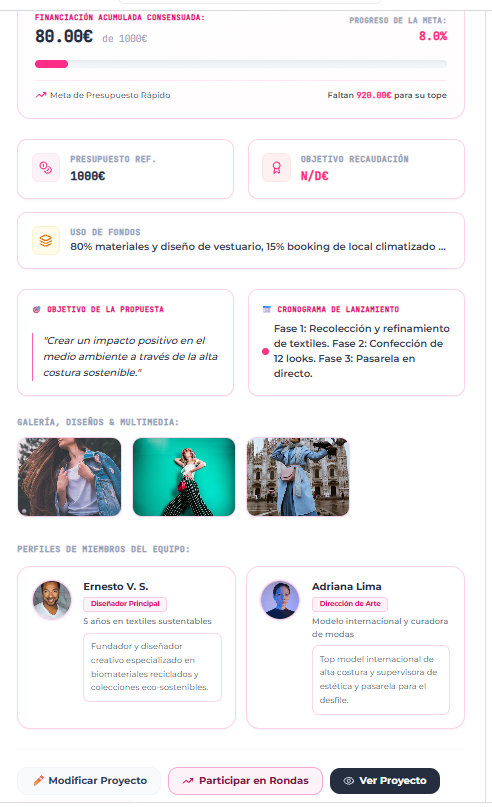 FINANCIACIÓN ACUMULADA CONSENSUADA:
80.00€ de 1000€
PROGRESO DE LA META:
8.0%
Meta de Presupuesto Rápido
Faltan 920.00€ para su tope
PRESUPUESTO REF.
1000€
OBJETIVO RECAUDACIÓN
N/D€
USO DE FONDOS
80% materiales y diseño de vestuario, 15% booking de local climatizado ...
OBJETIVO DE LA PROPUESTA
"Crear un impacto positivo en el
medio ambiente a través de la alta
costura sostenible."
CRONOGRAMA DE LANZAMIENTO
Fase 1: Recolección y refinamiento
de textiles. Fase 2: Confección de
12 looks. Fase 3: Pasarela en
directo.
GALERÍA, DISEÑOS & MULTIMEDIA:
PERFILES DE MIEMBROS DEL EQUIPO:
Ernesto V. S.
Diseñador Principal
5 años en textiles sustentables
Fundador y diseñador
creativo especializado en
biomateriales reciclados y
colecciones eco-sostenibles.
Adriana Lima
Dirección de Arte
Modelo internacional y curadora
de modas
Top model internacional de
alta costura y supervisora de
estética y pasarela para el
desfile.
Modificar Proyecto
Participar en Rondas
Ver Proyecto